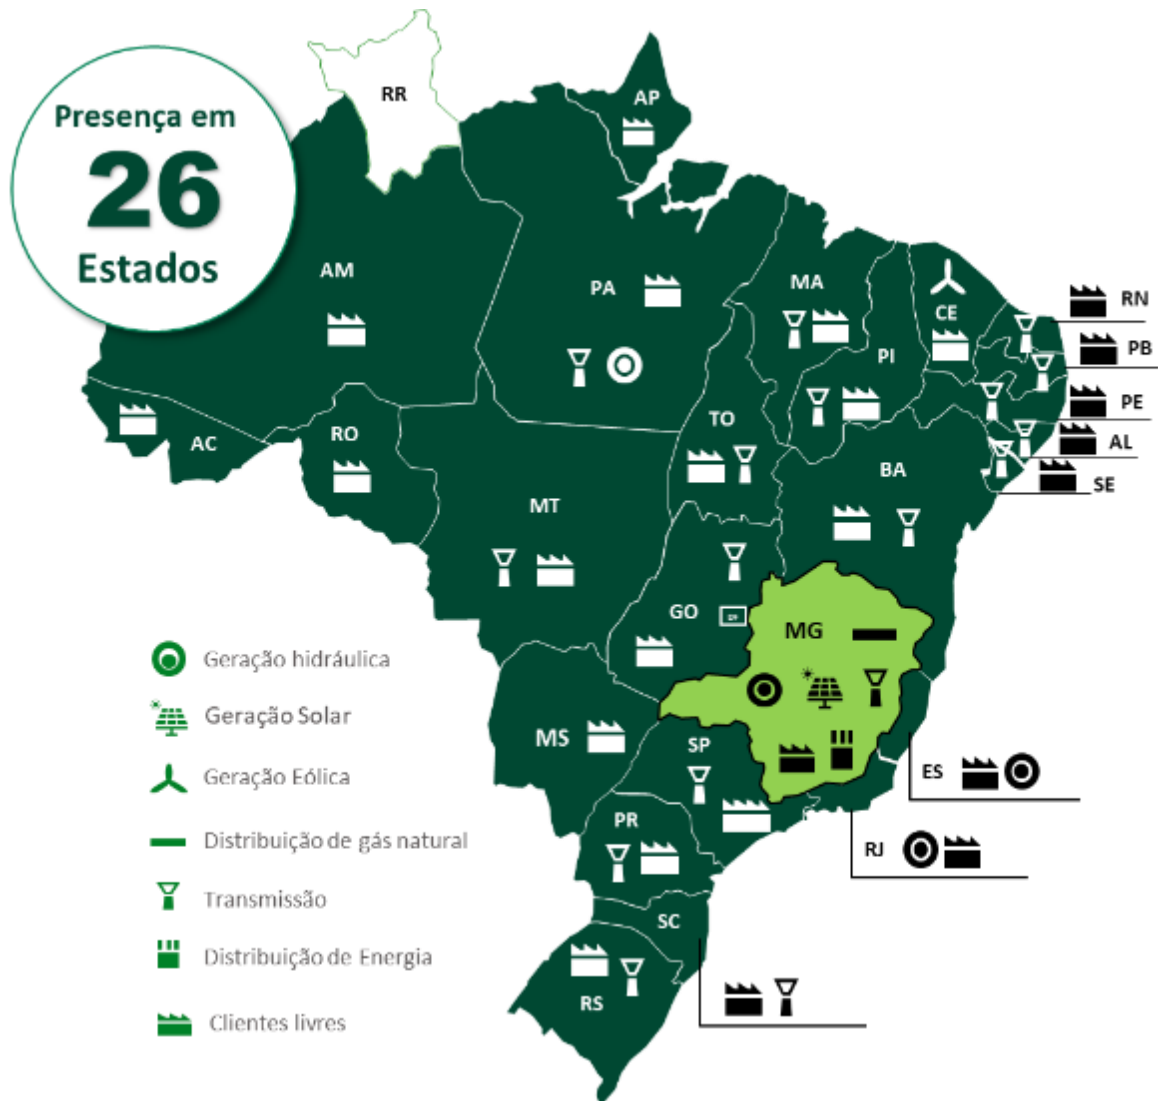 Presença em
26
Estados
RR
AP
AM
PA
MA
CE
RN
PB
PI
PE
TO
AL
AC
RO
BA
SE
MT
GO
MG
MS
SP
ES
PR
RJ
SC
RS
Geração hidráulica
Geração Solar
Geração Eólica
Distribuição de gás natural
Transmissão
Distribuição de Energia
Clientes livres